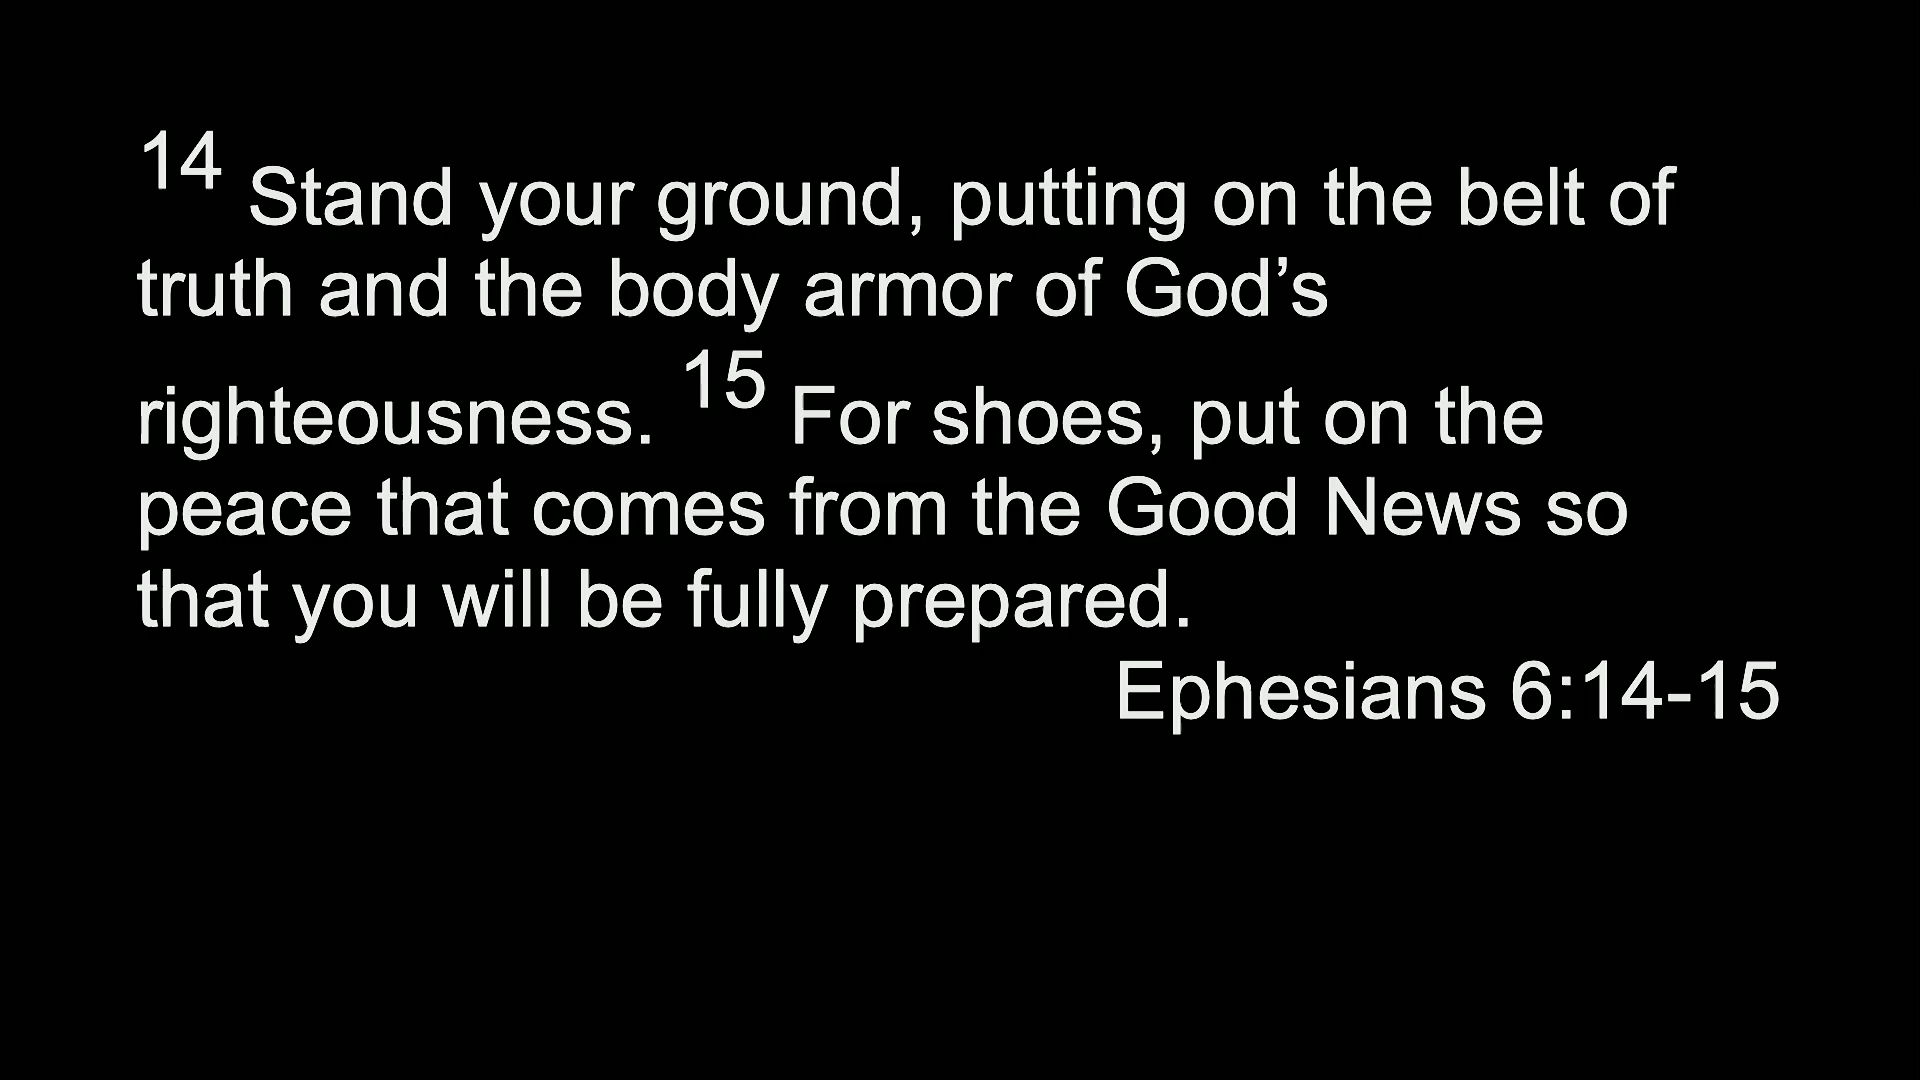 14 Stand your ground, putting on the belt of
truth and the body armor of God’s
righteousness. 15 For shoes, put on the
peace that comes from the Good News so
that you will be fully prepared.
Ephesians 6:14-15